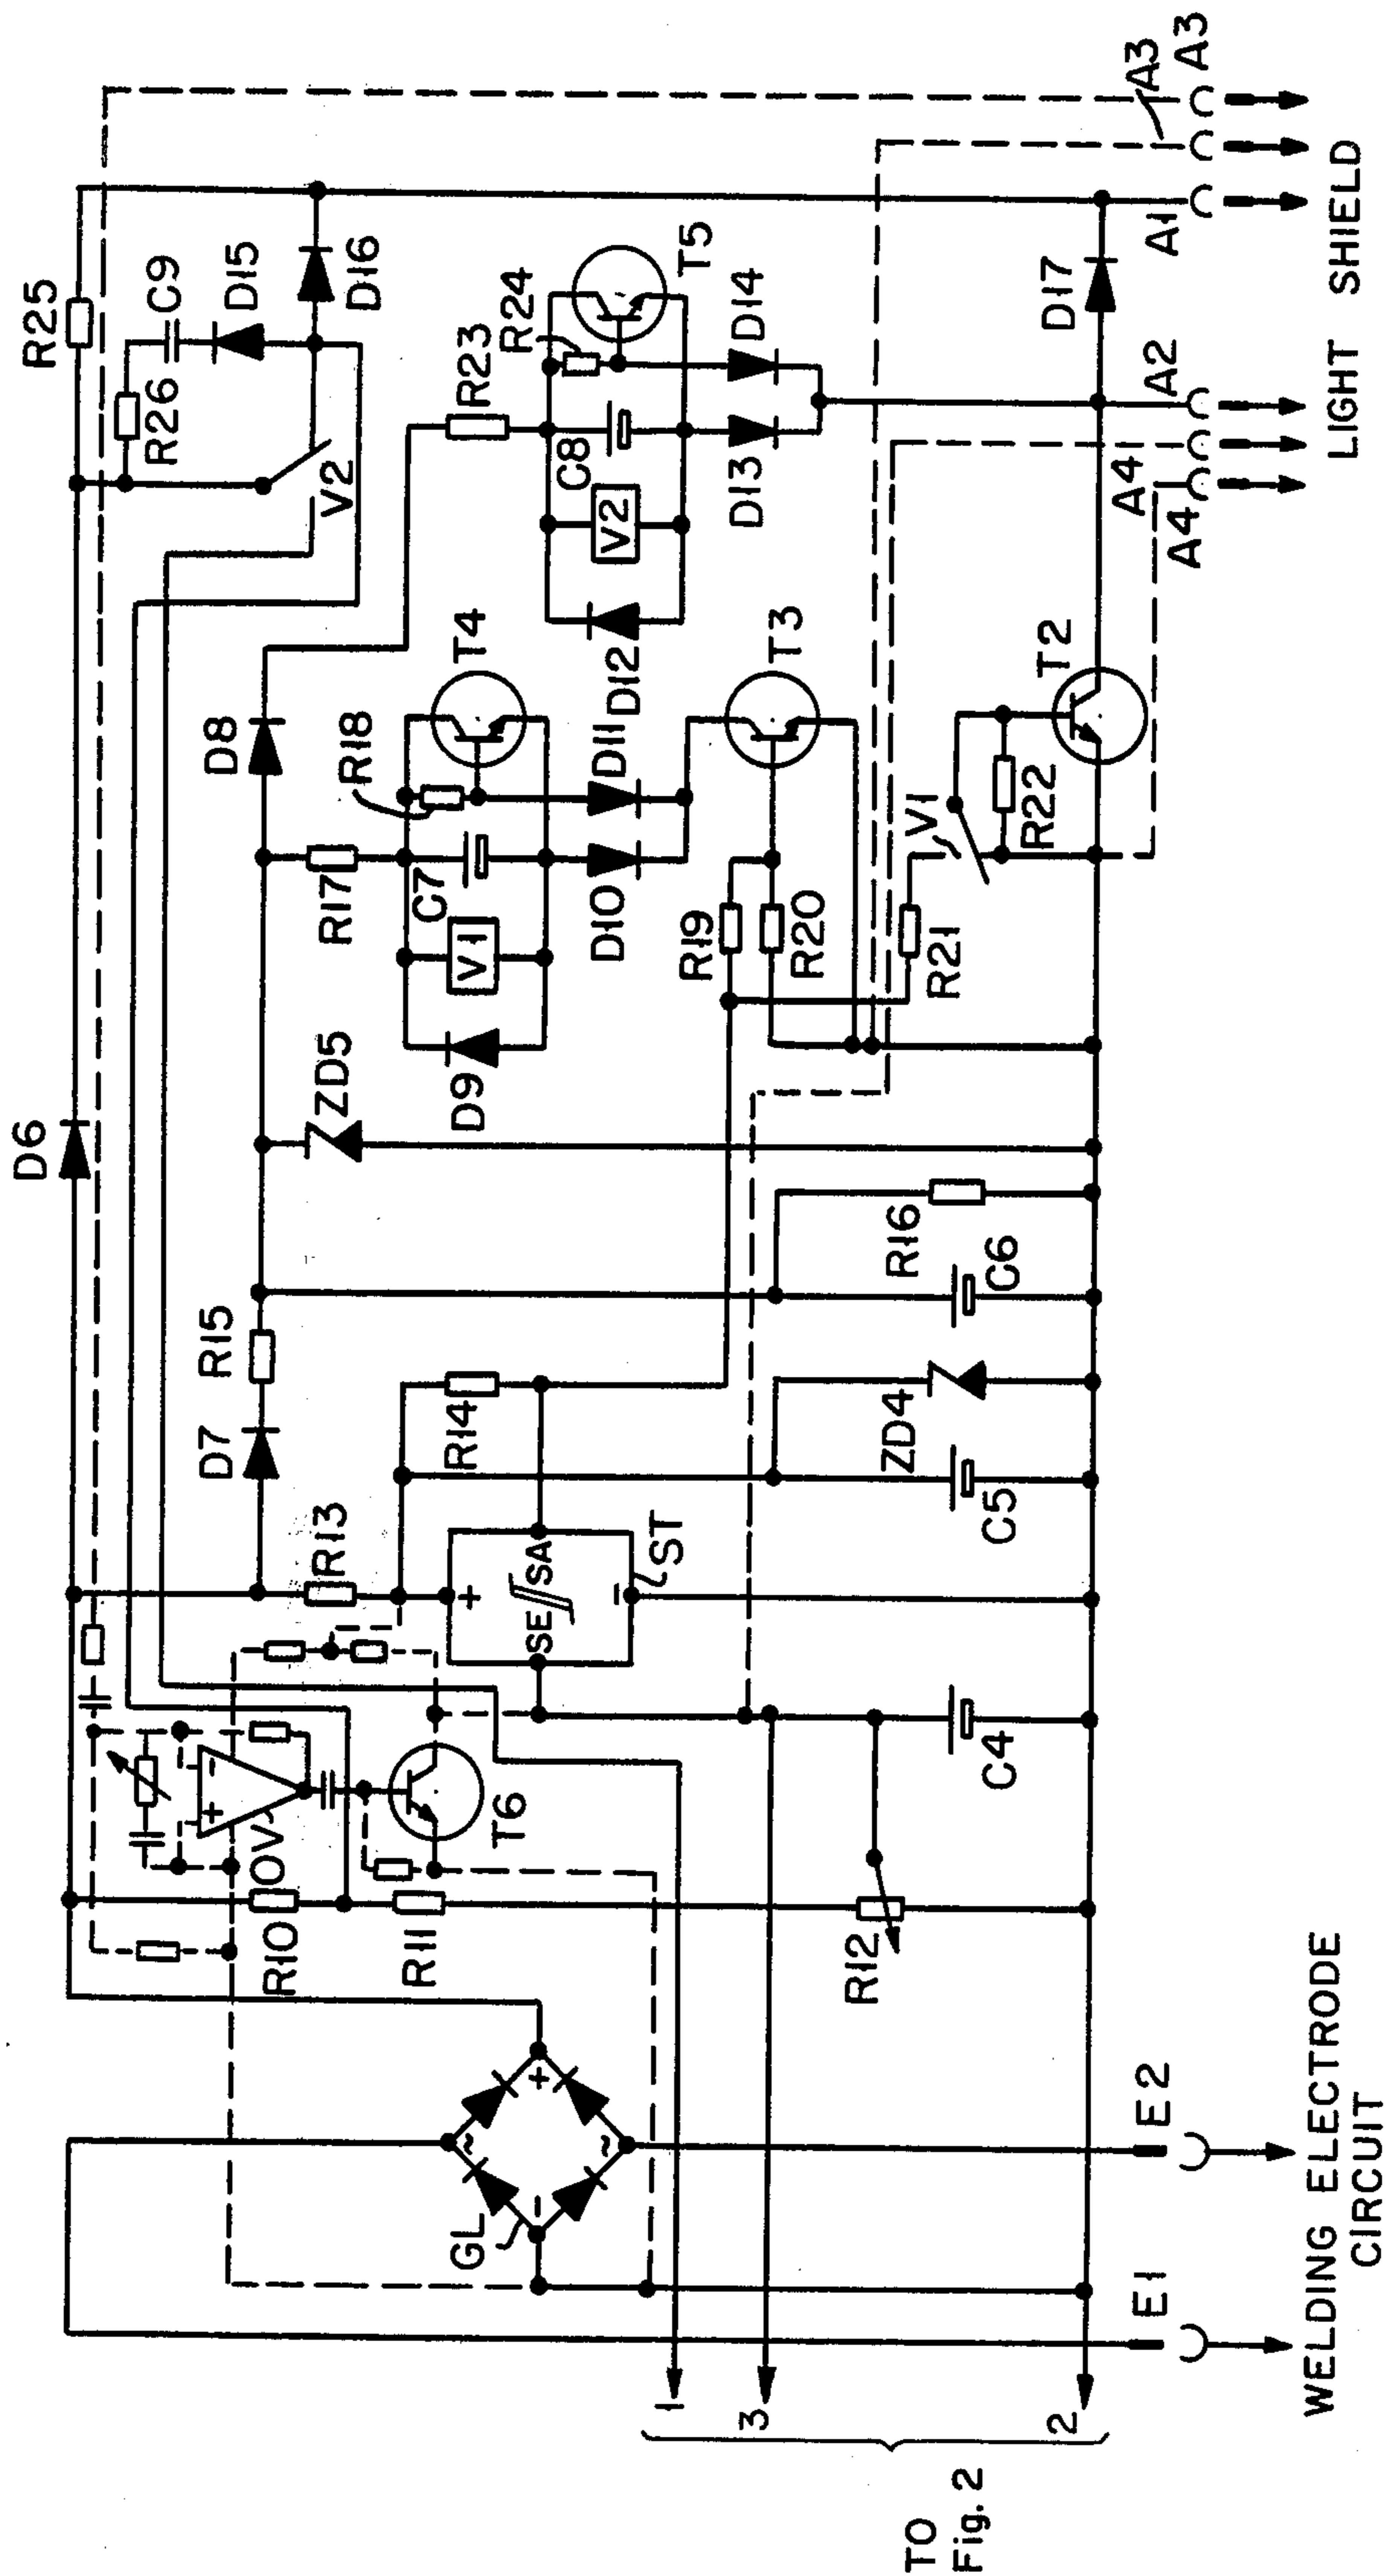 R25
D6
R26
C9
D15
D16
V2
D8
R23
R24
T5
C8
V2
D12
D13
D14
R17
R18
T4
C7
V1
D9
D10
D11
T3
ZD5
R19
R20
R21
V1
R22
T2
D17
A4
A4
A2
A1
A3
A3
LIGHT SHIELD
D7
R15
R13
R14
+
SE
SA
-
ST
R16
C6
ZD4
C5
C4
+
-
OV
T6
R10
R11
R12
GL
~
+
~
-
1
3
2
TO
Fig. 2
E1
E2
WELDING ELECTRODE
CIRCUIT